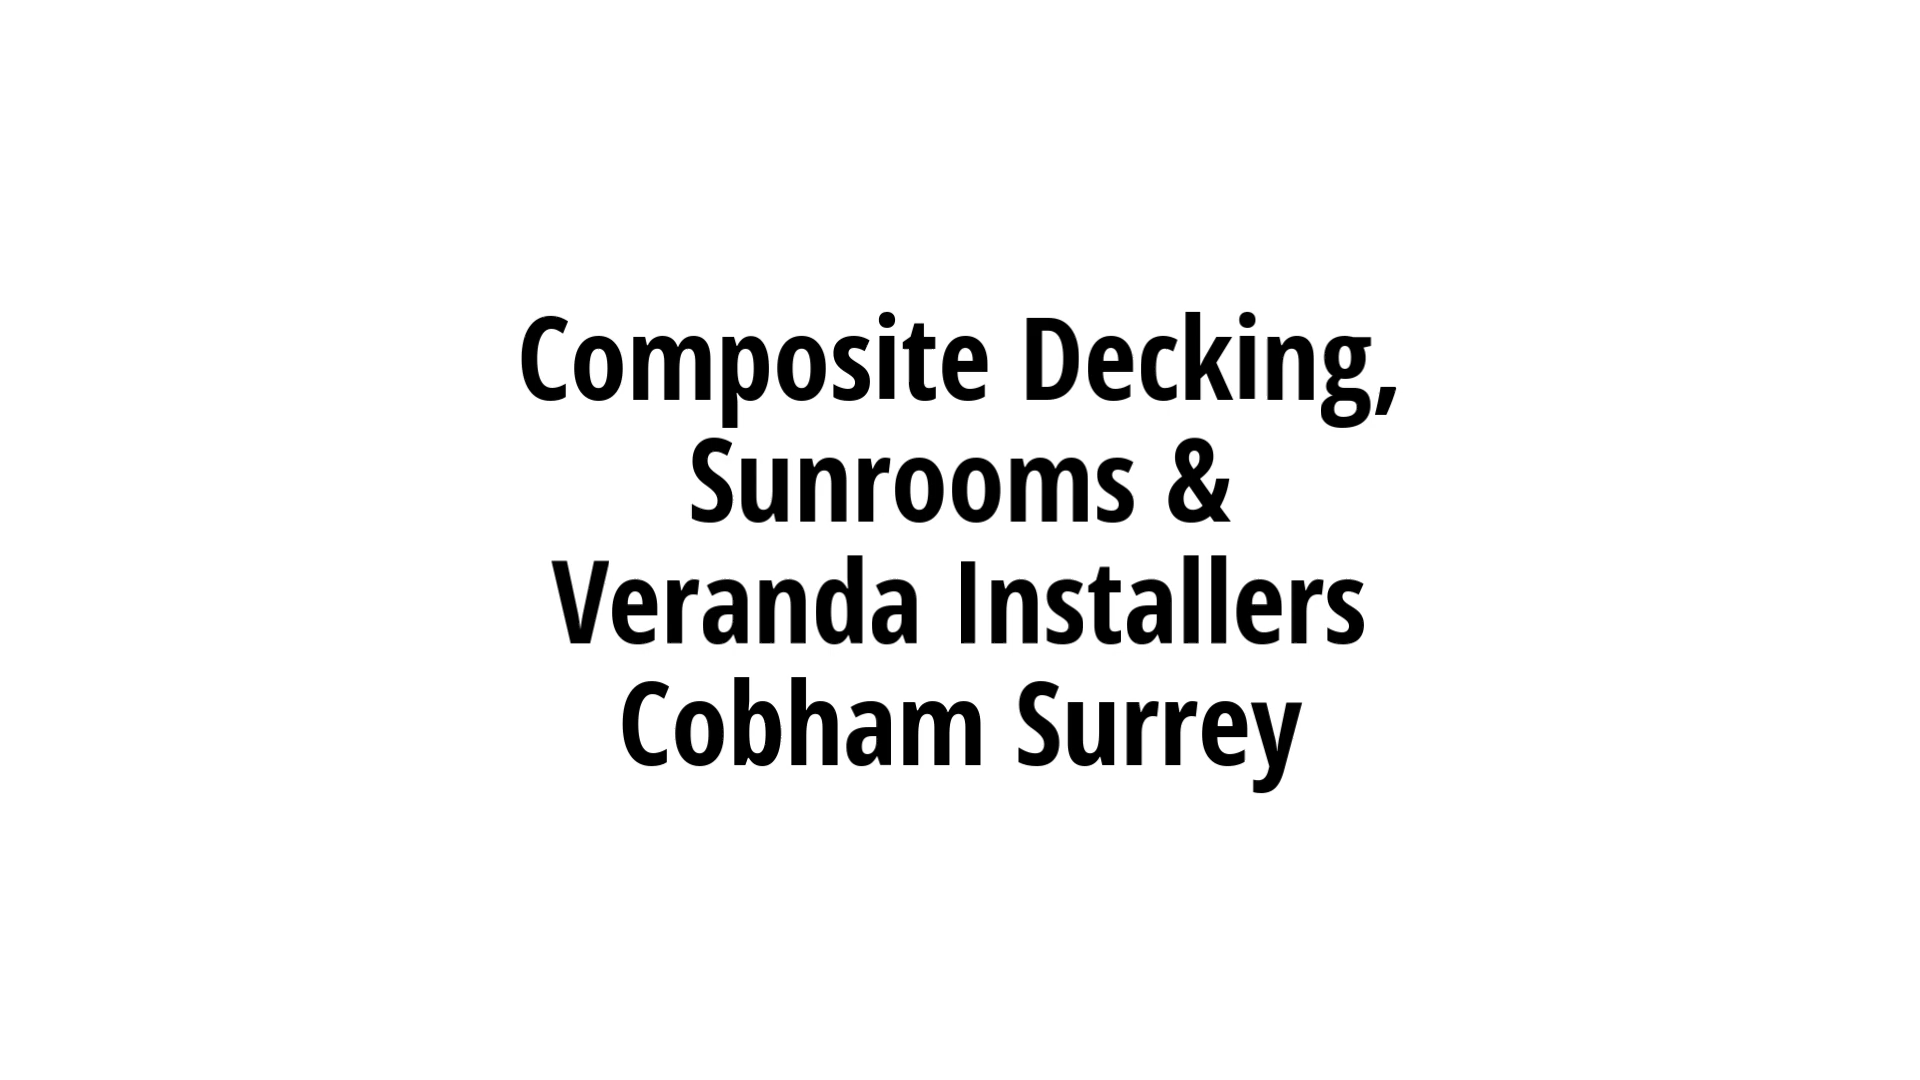 Composite Decking,
Sunrooms &
Veranda Installers
Cobham Surrey